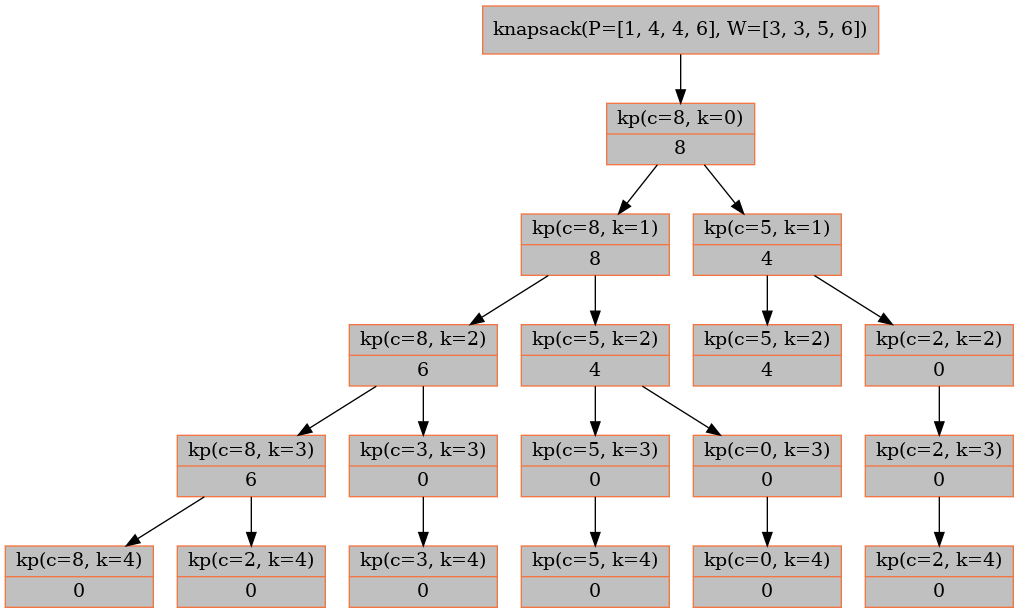 knapsack(P=[1, 4, 4, 6], W=[3, 3, 5, 6])
kp(c=8, k=0)
8
kp(c=8, k=1)
8
kp(c=5, k=1)
4
kp(c=8, k=2)
6
kp(c=5, k=2)
4
kp(c=5, k=2)
4
kp(c=2, k=2)
0
kp(c=8, k=3)
6
kp(c=3, k=3)
0
kp(c=5, k=3)
0
kp(c=0, k=3)
0
kp(c=2, k=3)
0
kp(c=8, k=4)
0
kp(c=2, k=4)
0
kp(c=3, k=4)
0
kp(c=5, k=4)
0
kp(c=0, k=4)
0
kp(c=2, k=4)
0